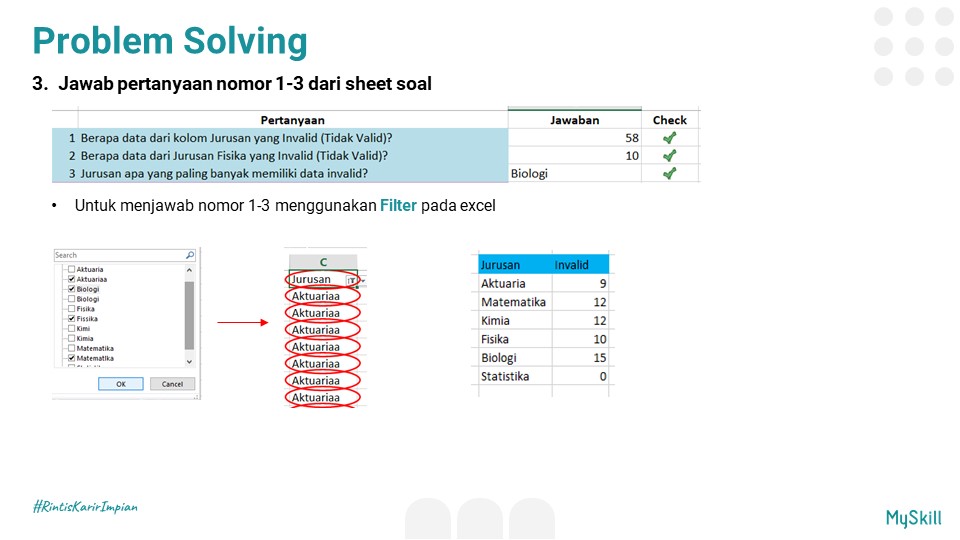 Problem Solving
3. Jawab pertanyaan nomor 1-3 dari sheet soal
Pertanyaan Jawaban Check
1 Berapa data dari kolom Jurusan yang Invalid (Tidak Valid)? 58
2 Berapa data dari Jurusan Fisika yang Invalid (Tidak Valid)? 10
3 Jurusan apa yang paling banyak memiliki data invalid? Biologi
• Untuk menjawab nomor 1-3 menggunakan Filter pada excel
Search
Aktuaria
Aktuariaa
Biologi
Biologi
Fisika
Fissika
Kimi
Kimia
Matematika
Matematlka
OK Cancel
C
Jurusan
Aktuariaa
Aktuariaa
Aktuariaa
Aktuariaa
Aktuariaa
Aktuariaa
Aktuariaa
Jurusan Invalid
Aktuaria 9
Matematika 12
Kimia 12
Fisika 10
Biologi 15
Statistika 0
#RintisKarirImpian
MySkill